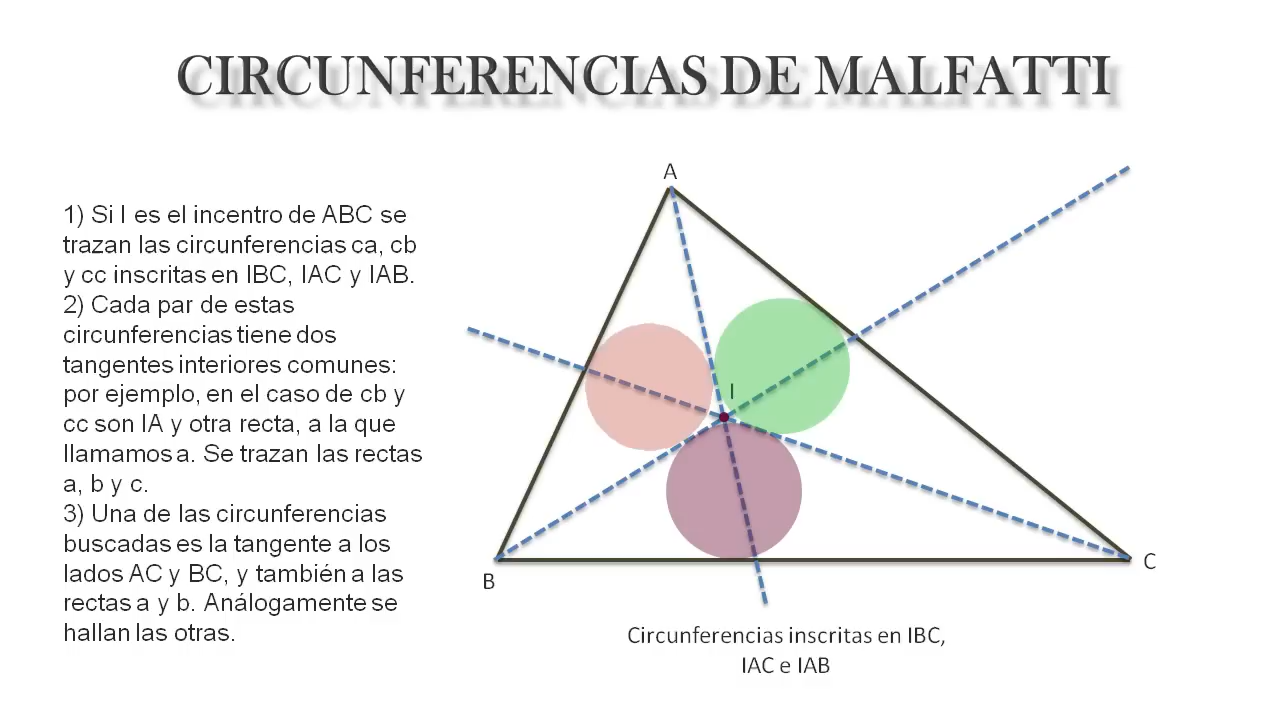 CIRCUNFERENCIAS DE MALFATTI
1) Si I es el incentro de ABC se
trazan las circunferencias ca, cb
y cc inscritas en IBC, IAC y IAB.
2) Cada par de estas
circunferencias tiene dos
tangentes interiores comunes:
por ejemplo, en el caso de cb y
cc son IA y otra recta, a la que
llamamos a. Se trazan las rectas
a, b y c.
3) Una de las circunferencias
buscadas es la tangente a los
lados AC y BC, y también a las
rectas a y b. Análogamente se
hallan las otras.
A
I
B
C
Circunferencias inscritas en IBC,
IAC e IAB